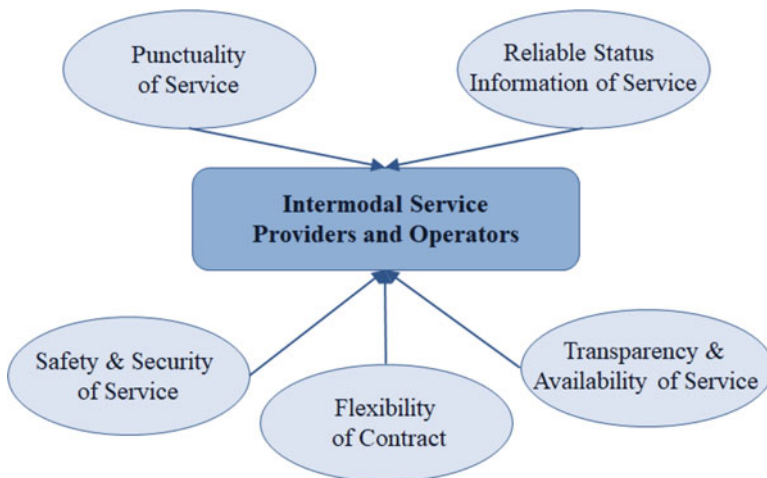 Punctuality
of Service
Reliable Status
Information of Service
Intermodal Service
Providers and Operators
Safety & Security
of Service
Flexibility
of Contract
Transparency &
Availability of Service